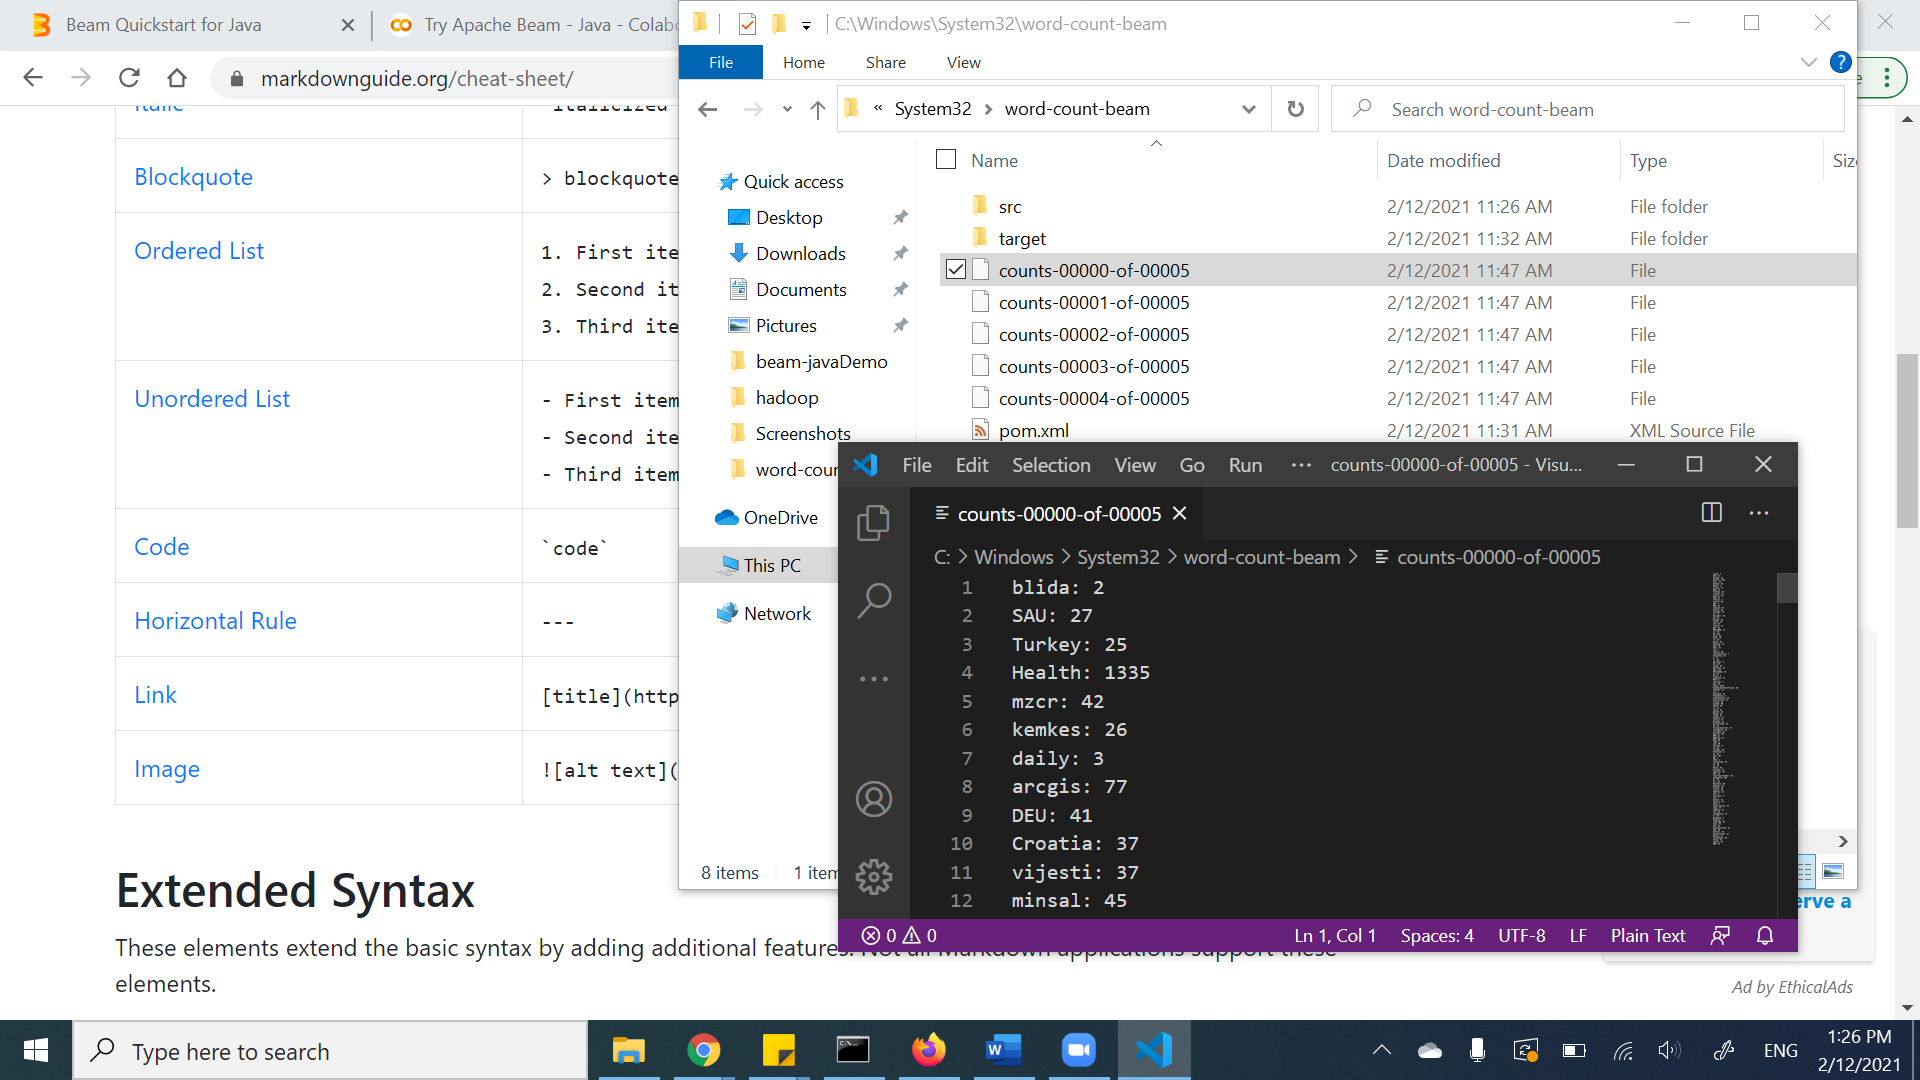 Beam Quickstart for Java
Try Apache Beam - Java - Colab
markdownguide.org/cheat-sheet/
Italic
italicized
Blockquote
> blockquote
Ordered List
1. First ite
2. Second it
3. Third ite
Unordered List
- First item
- Second ite
- Third item
Code
`code`
Horizontal Rule
---
Link
[title](http
Image
![alt text](
Extended Syntax
These elements extend the basic syntax by adding additional features. Not all Markdown applications support these
elements.
erve a
Ad by EthicalAds
C:\Windows\System32\word-count-beam
File Home Share View
« System32 > word-count-beam
Search word-count-beam
Name Date modified Type Siz
Quick access
Desktop
Downloads
Documents
Pictures
beam-javaDemo
hadoop
Screenshots
word-cour
OneDrive
This PC
Network
src 2/12/2021 11:26 AM File folder
target 2/12/2021 11:32 AM File folder
counts-00000-of-00005 2/12/2021 11:47 AM File
counts-00001-of-00005 2/12/2021 11:47 AM File
counts-00002-of-00005 2/12/2021 11:47 AM File
counts-00003-of-00005 2/12/2021 11:47 AM File
counts-00004-of-00005 2/12/2021 11:47 AM File
pom.xml 2/12/2021 11:31 AM XML Source File
8 items 1 item
File Edit Selection View Go Run ··· counts-00000-of-00005 - Visu...
counts-00000-of-00005
C: > Windows > System32 > word-count-beam > counts-00000-of-00005
1 blida: 2
2 SAU: 27
3 Turkey: 25
4 Health: 1335
5 mzcr: 42
6 kemkes: 26
7 daily: 3
8 arcgis: 77
9 DEU: 41
10 Croatia: 37
11 vijesti: 37
12 minsal: 45
0 0 Ln 1, Col 1 Spaces: 4 UTF-8 LF Plain Text
Type here to search
ENG
1:26 PM
2/12/2021